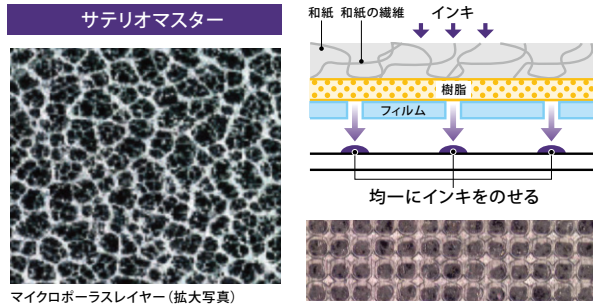 サテリオマスター
マイクロポーラスレイヤー（拡大写真）
和紙 和紙の繊維 インキ
樹脂
フィルム
均一にインキをのせる